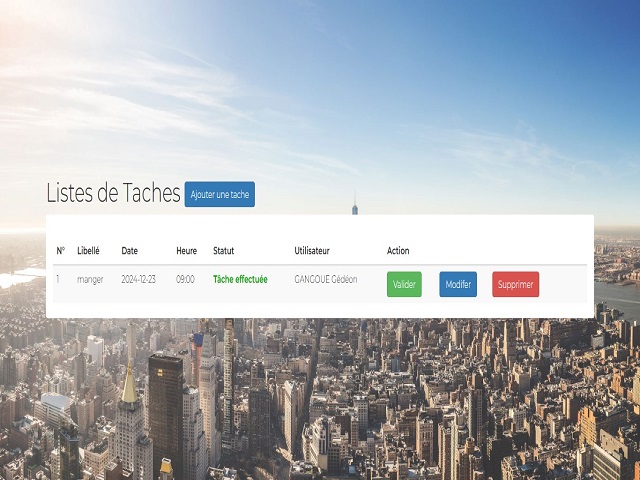 Listes de Taches Ajouter une tache
N° Libellé Date Heure Statut Utilisateur Action
1 manger 2024-12-23 09:00 Tâche effectuée GANGOUE Gédéon Valider Modifer Supprimer